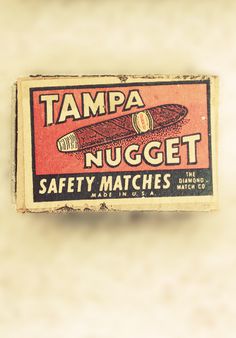 TAMPA
NUGGET
SAFETY MATCHES
THE
DIAMOND
MATCH CO
MADE IN U.S.A.